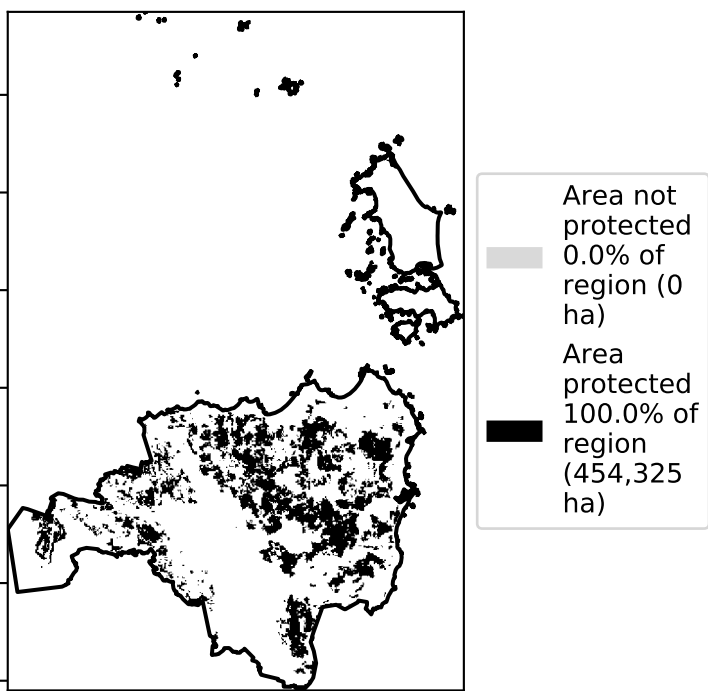 Area not
protected
0.0% of
region (0
ha)
Area
protected
100.0% of
region
(454,325
ha)